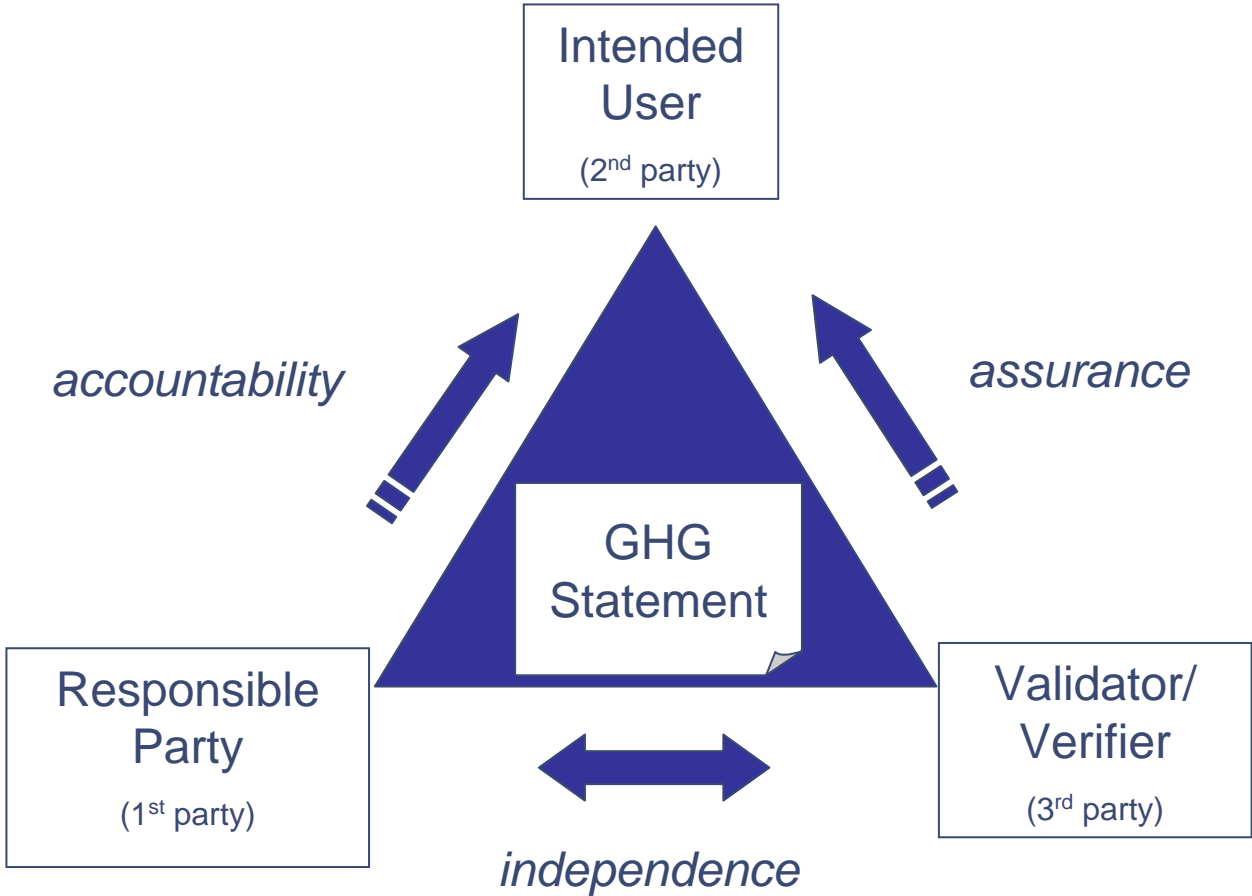 Intended
User
(2nd party)
accountability
assurance
GHG
Statement
Responsible
Party
(1st party)
Validator/
Verifier
(3rd party)
independence